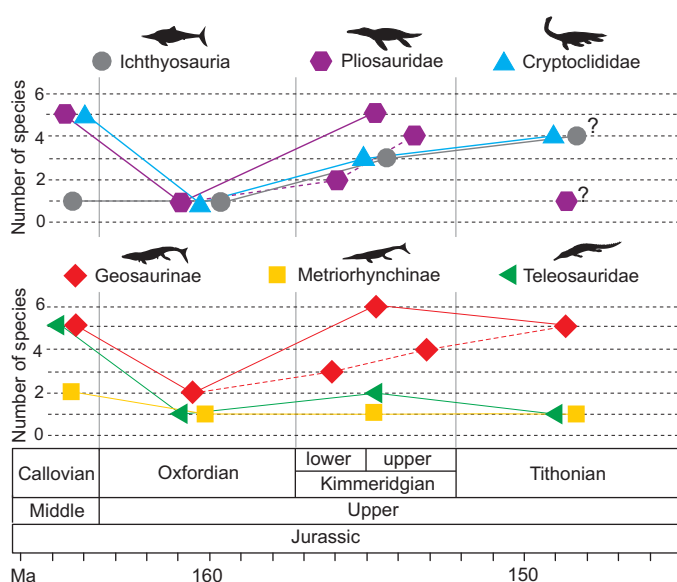 Ichthyosauria Pliosauridae Cryptoclididae
Number of species
6
4
2
0
?
?
Geosaurinae Metriorhynchinae Teleosauridae
Number of species
6
4
2
0
Callovian Oxfordian lower upper Tithonian
Kimmeridgian
Middle Upper
Jurassic
Ma 160 150